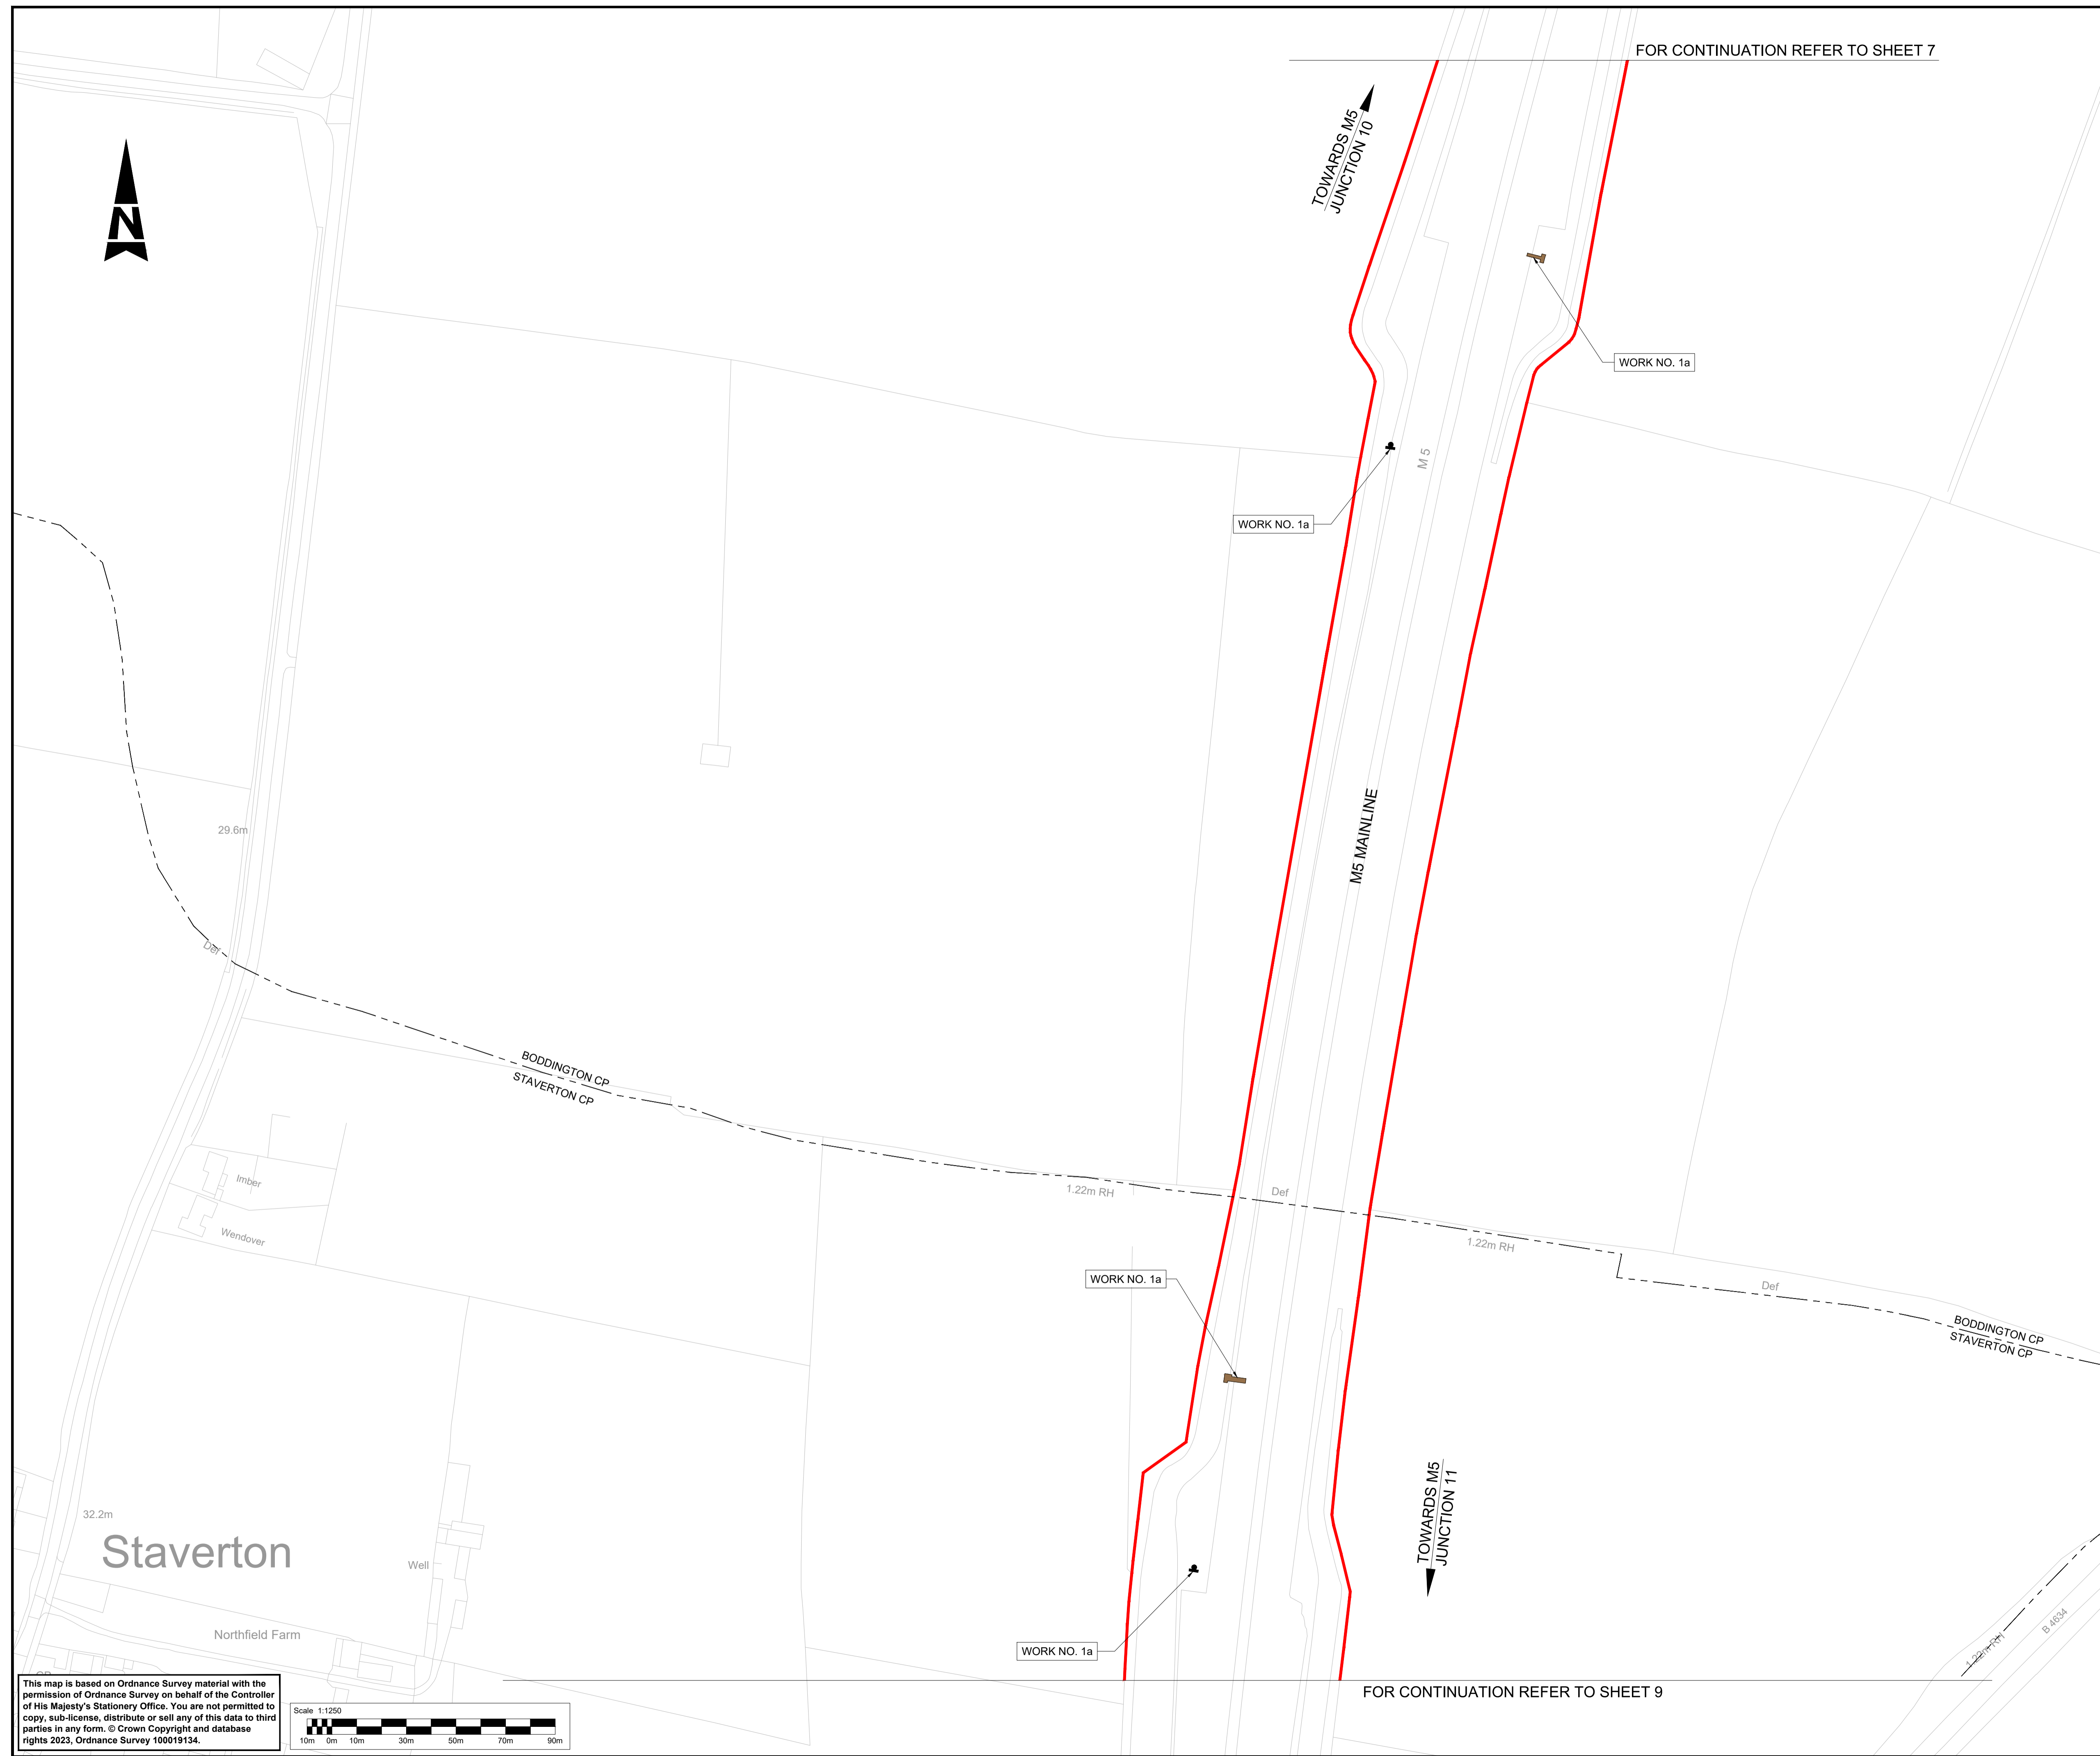 FOR CONTINUATION REFER TO SHEET 7
TOWARDS M5
JUNCTION 10
N
WORK NO. 1a
M 5
WORK NO. 1a
M5 MAINLINE
29.6m
Def
BODDINGTON CP
STAVERTON CP
Imber
Wendover
1.22m RH
Def
1.22m RH
Def
BODDINGTON CP
STAVERTON CP
WORK NO. 1a
TOWARDS M5
JUNCTION 11
32.2m
Staverton
Well
Northfield Farm
WORK NO. 1a
1.22m RH
B 4634
FOR CONTINUATION REFER TO SHEET 9
This map is based on Ordnance Survey material with the
permission of Ordnance Survey on behalf of the Controller
of His Majesty's Stationery Office. You are not permitted to
copy, sub-license, distribute or sell any of this data to third
parties in any form. © Crown Copyright and database
rights 2023, Ordnance Survey 100019134.
Scale 1:1250
10m 0m 10m 30m 50m 70m 90m